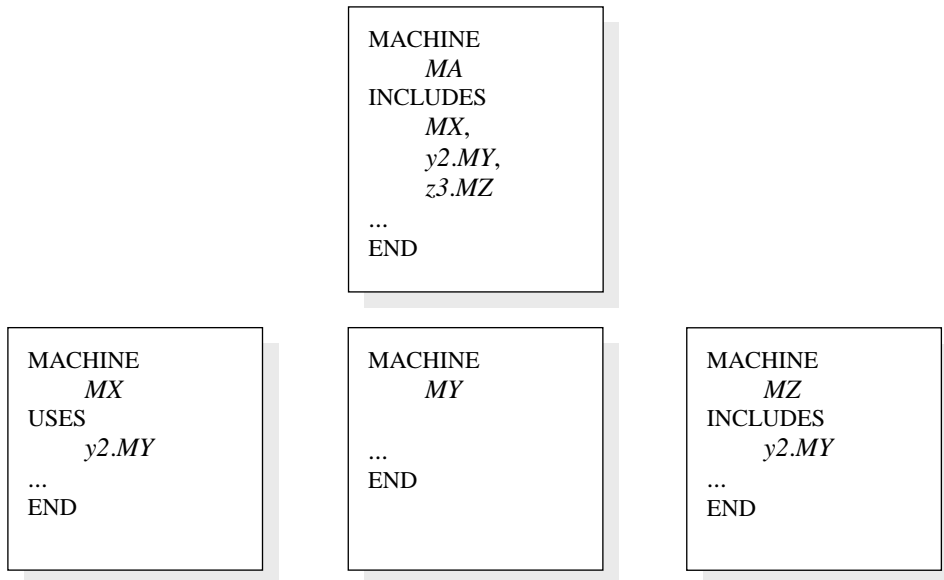 MACHINE
MA
INCLUDES
MX,
y2.MY,
z3.MZ
...
END
MACHINE
MX
USES
y2.MY
...
END
MACHINE
MY
...
END
MACHINE
MZ
INCLUDES
y2.MY
...
END